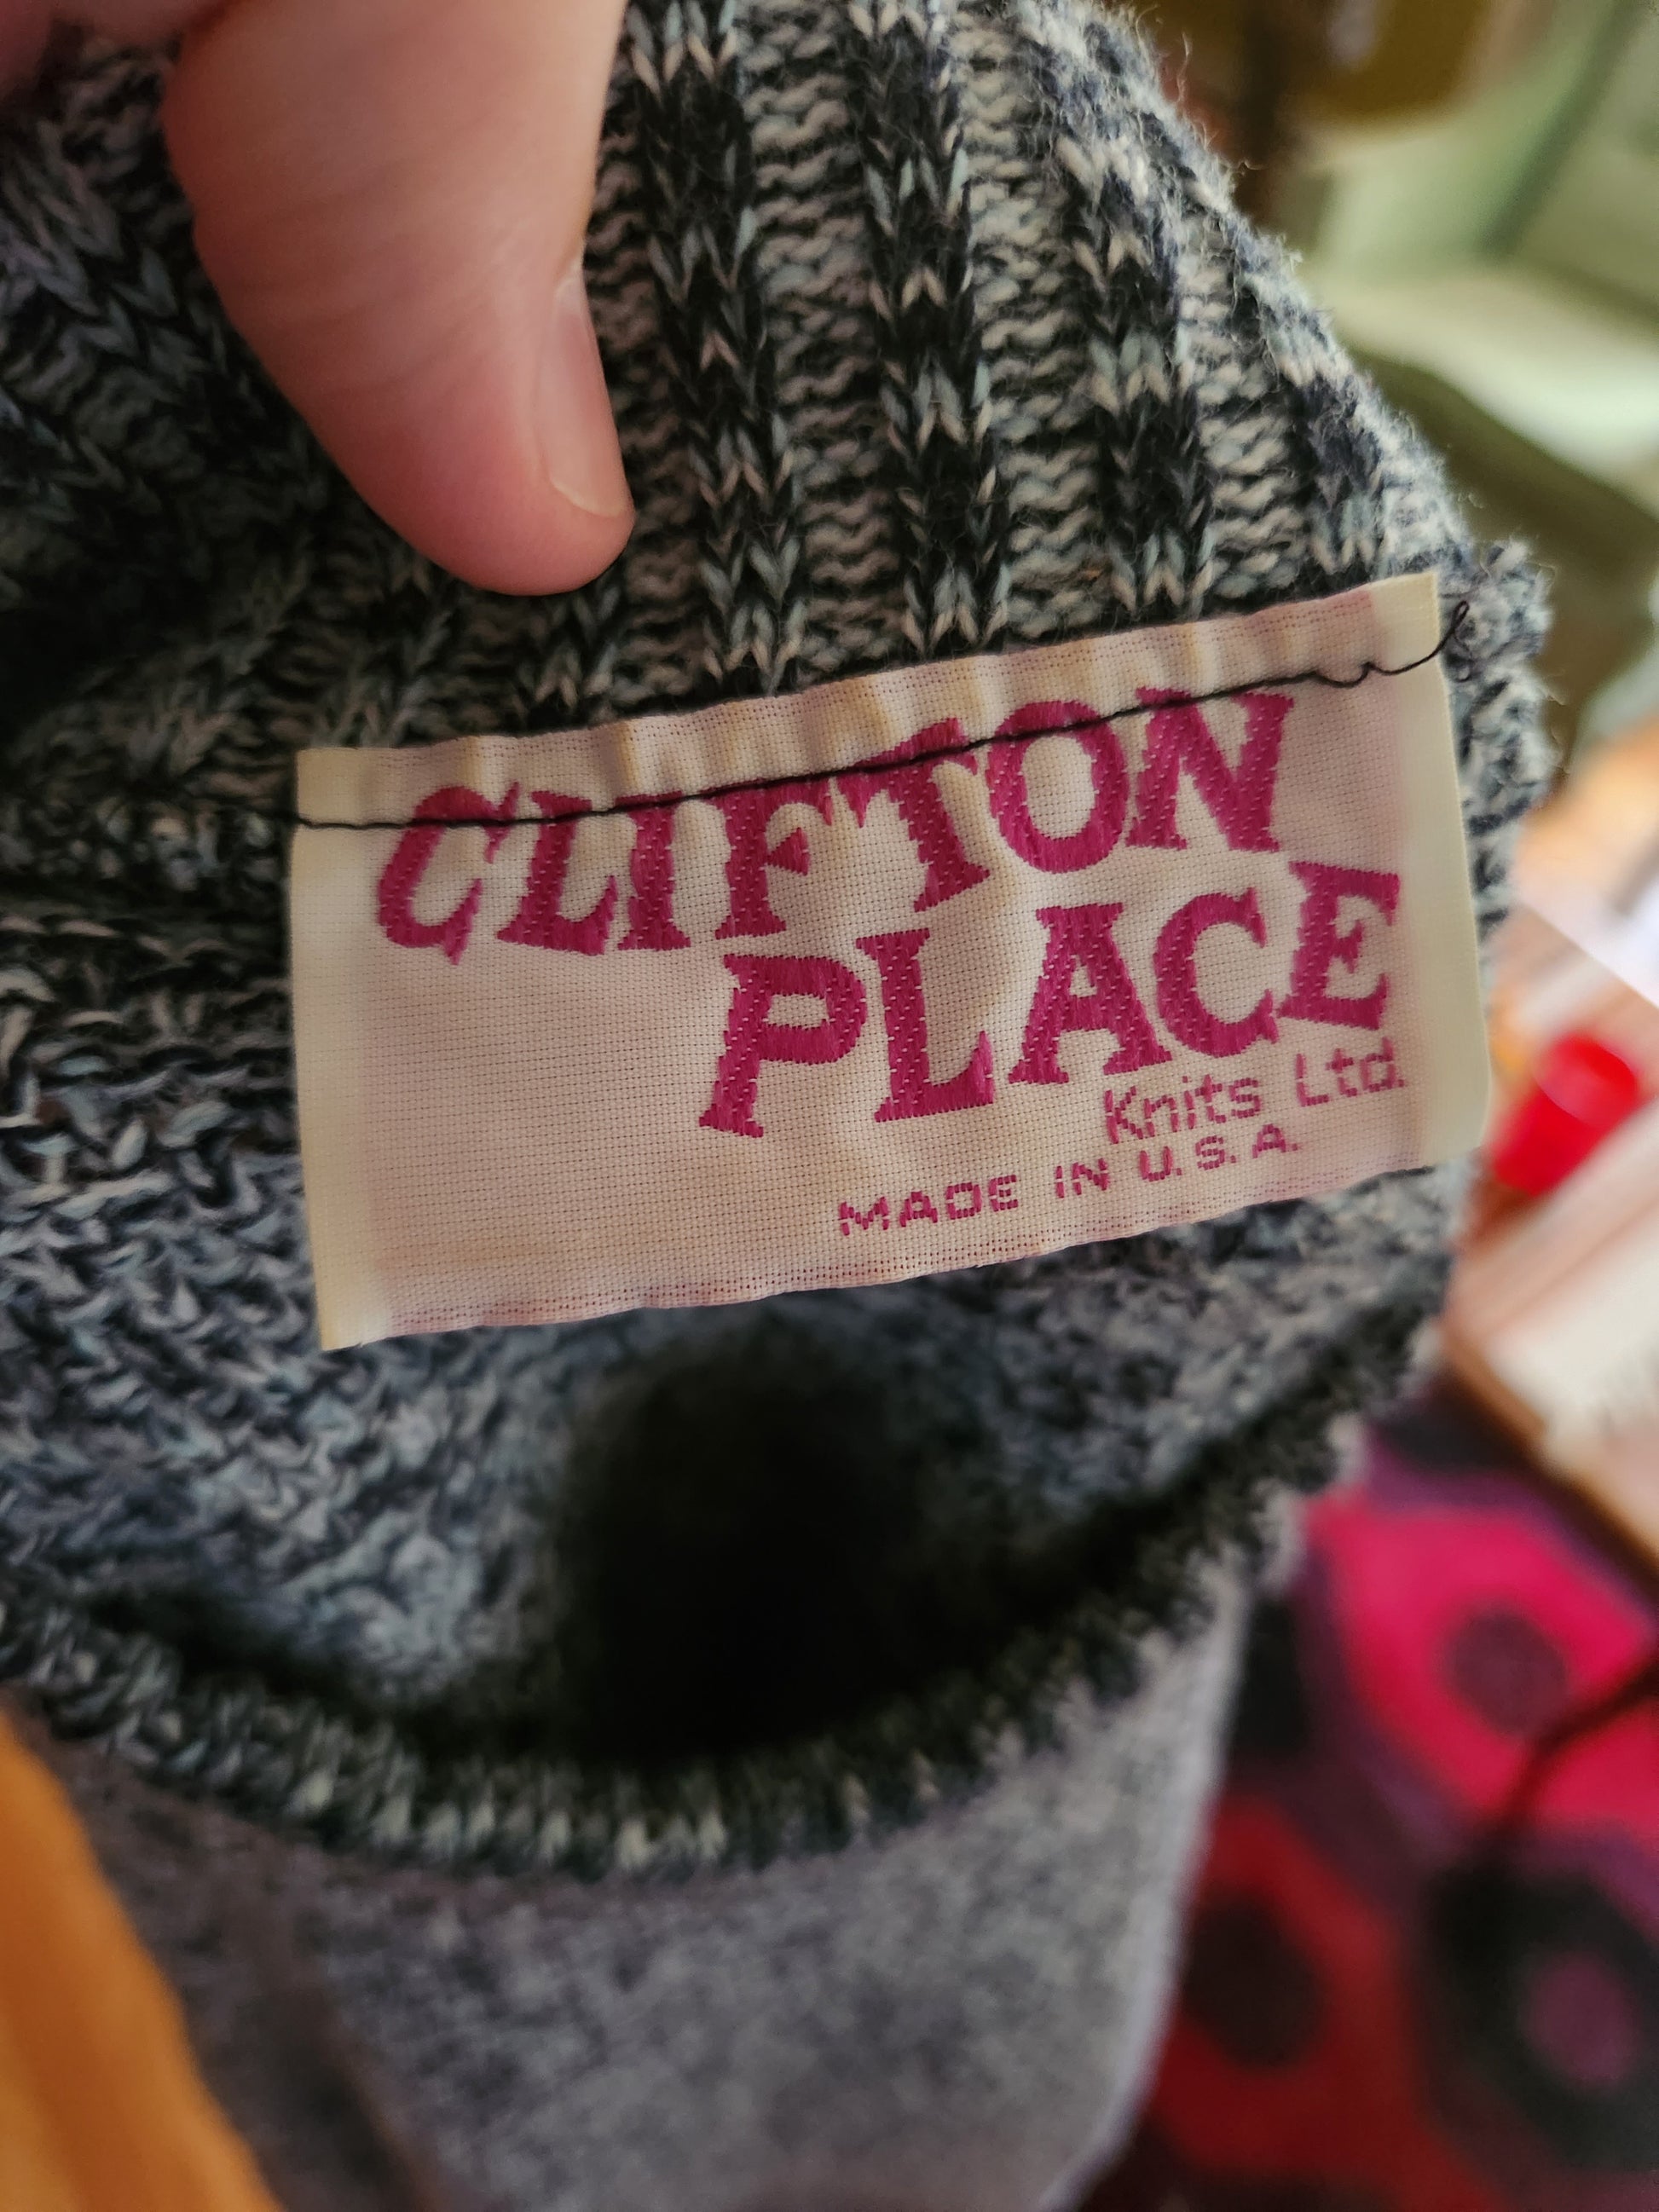 CLIFTON
PLACE
Knits Ltd.
MADE IN U.S.A.